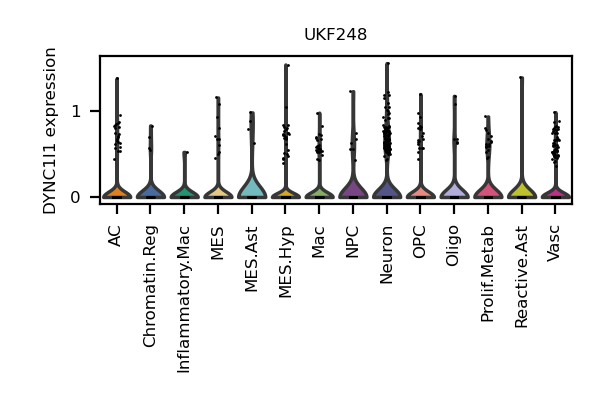 UKF248
DYNC1I1 expression
1
0
AC
Chromatin.Reg
Inflammatory.Mac
MES
MES.Ast
MES.Hyp
Mac
NPC
Neuron
OPC
Oligo
Prolif.Metab
Reactive.Ast
Vasc